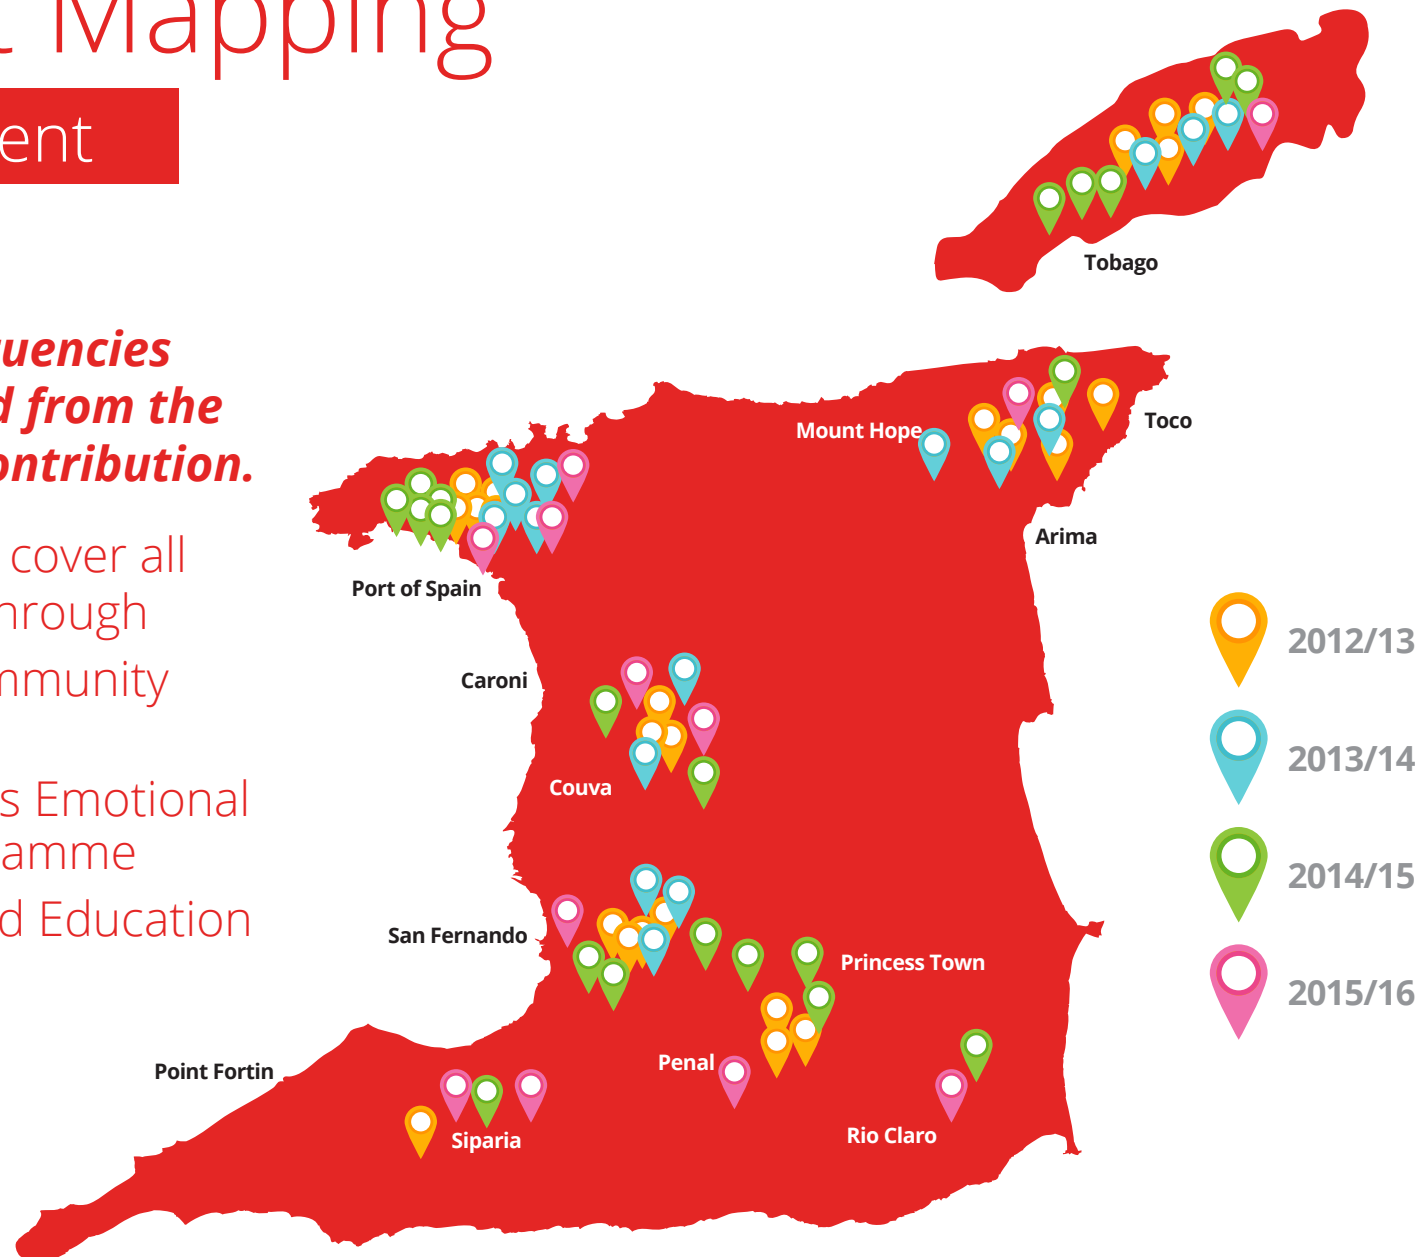 Mapping
ent
uencies
d from the
ontribution.
cover all
hrough
mmunity
s Emotional
amme
d Education
Tobago
Toco
Mount Hope
Arima
Port of Spain
Caroni
Couva
San Fernando
Princess Town
Penal
Point Fortin
Siparia
Rio Claro
2012/13
2013/14
2014/15
2015/16